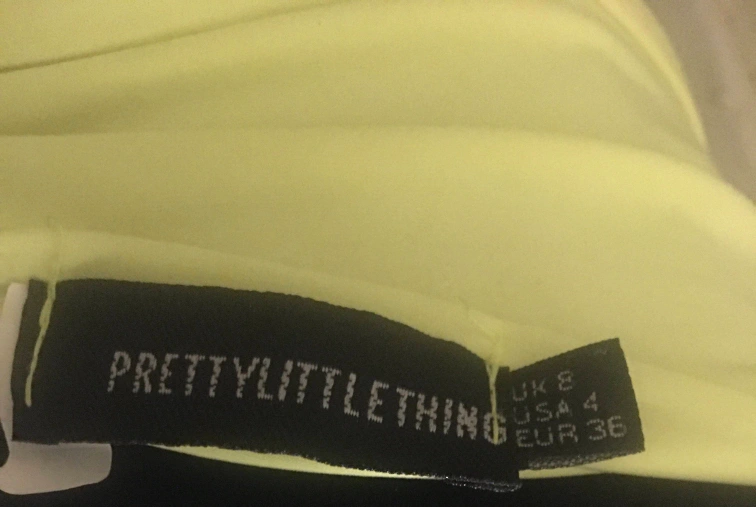 PRETTYLITTLETHING
UK 8
USA 4
EUR 36